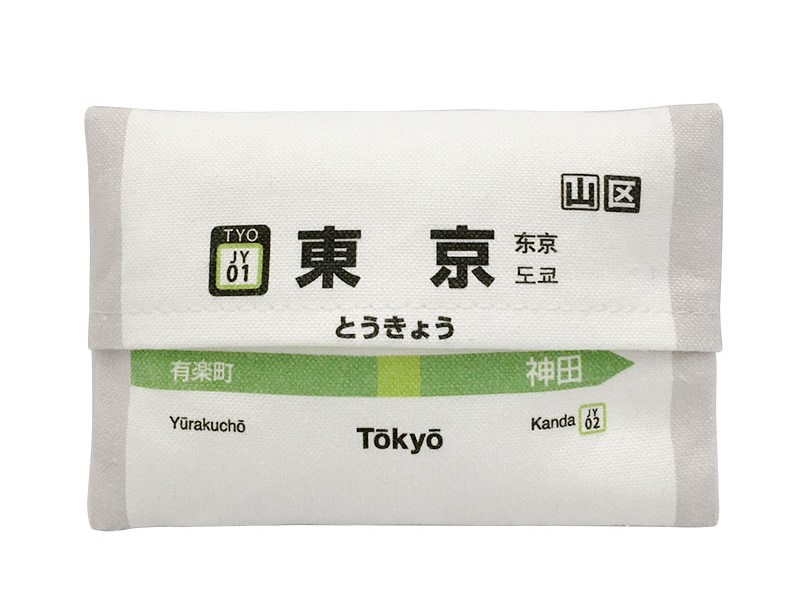 山区
TYO
JY
01
東京
东京
도쿄
とうきょう
有楽町
神田
Yūrakuchō
Tōkyō
Kanda
JY
02